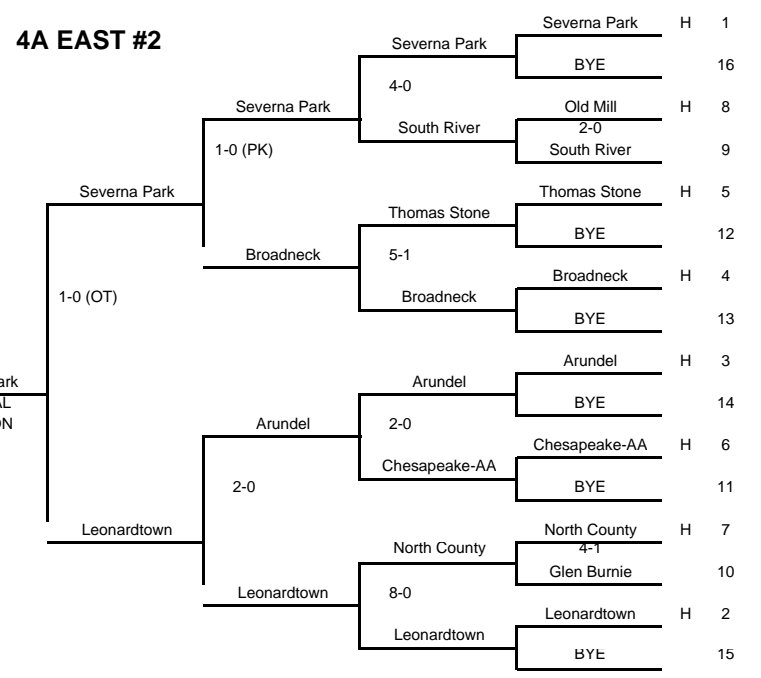 Severna Park H 1
4A EAST #2
Severna Park
BYE 16
4-0
Severna Park
Old Mill H 8
South River
2-0
1-0 (PK)
South River 9
Severna Park
Thomas Stone H 5
Thomas Stone
BYE 12
Broadneck
5-1
Broadneck H 4
1-0 (OT)
Broadneck
BYE 13
Arundel H 3
ark
Arundel
AL
BYE 14
ON
Arundel
2-0
Chesapeake-AA H 6
Chesapeake-AA
2-0
BYE 11
Leonardtown
North County H 7
North County
4-1
Glen Burnie 10
Leonardtown
8-0
Leonardtown H 2
Leonardtown
BYE 15